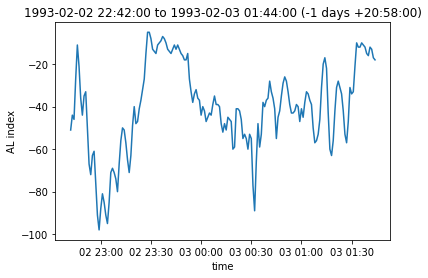 1993-02-02 22:42:00 to 1993-02-03 01:44:00 (-1 days +20:58:00)
AL index
−20
−40
−60
−80
−100
02 23:00 02 23:30 03 00:00 03 00:30 03 01:00 03 01:30
time